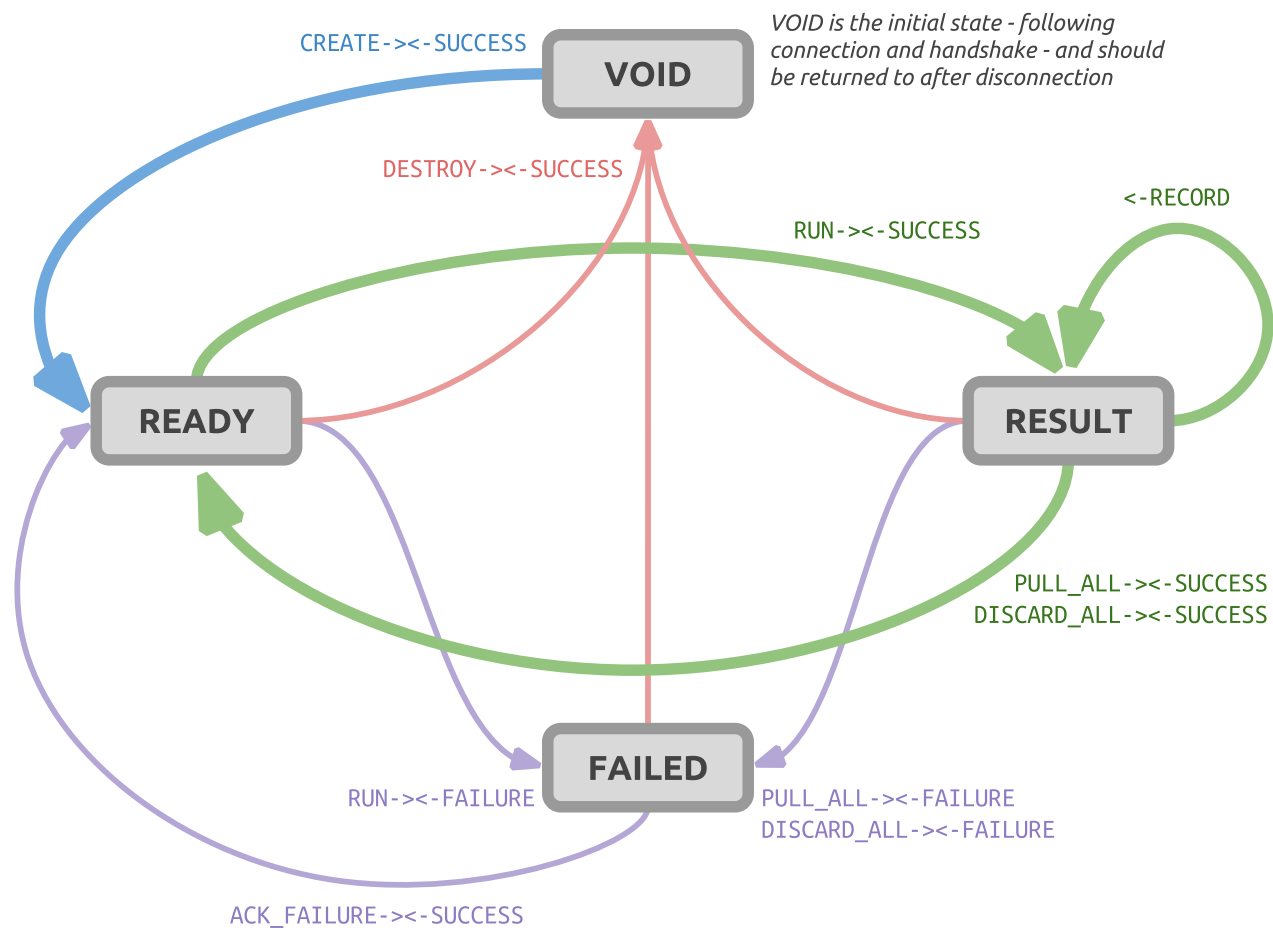 CREATE-><-SUCCESS
VOID
VOID is the initial state - following
connection and handshake - and should
be returned to after disconnection
DESTROY-><-SUCCESS
<-RECORD
RUN-><-SUCCESS
READY
RESULT
PULL_ALL-><-SUCCESS
DISCARD_ALL-><-SUCCESS
FAILED
RUN-><-FAILURE
PULL_ALL-><-FAILURE
DISCARD_ALL-><-FAILURE
ACK_FAILURE-><-SUCCESS